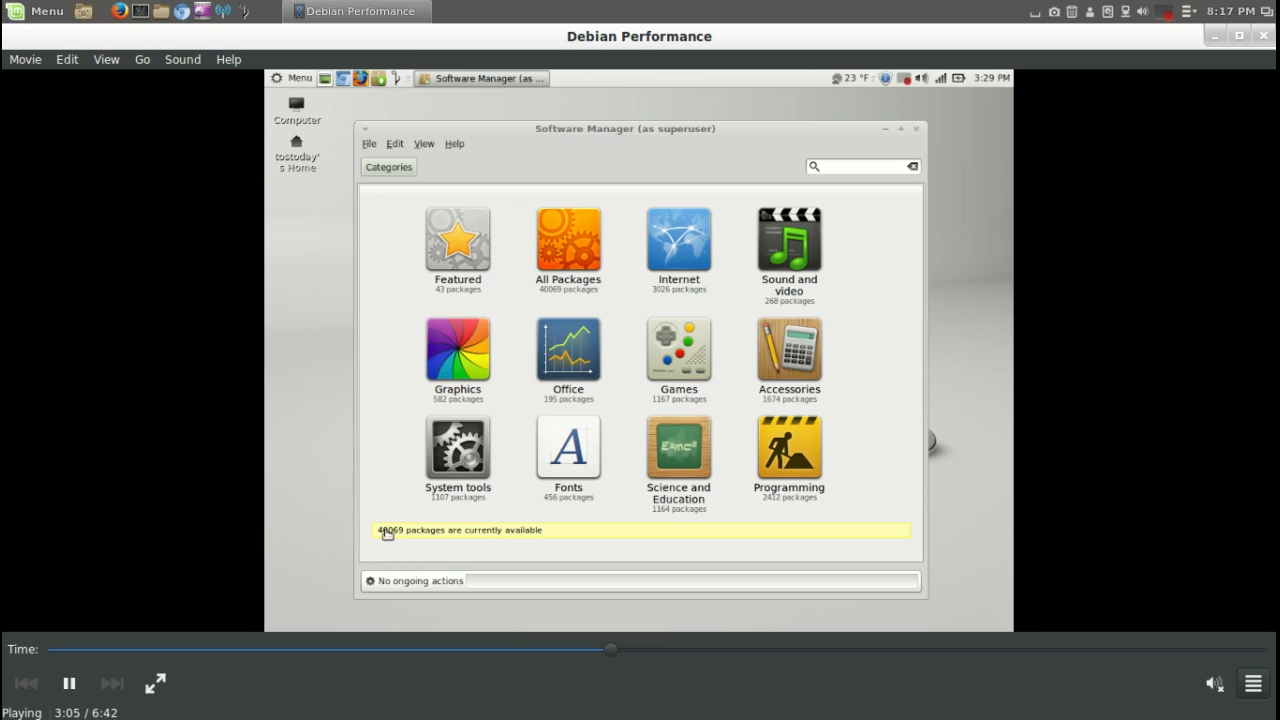 Menu
Debian Performance
8:17 PM
Debian Performance
Movie Edit View Go Sound Help
Menu
Software Manager (as ...
23 °F
3:29 PM
Computer
tostoday'
s Home
Software Manager (as superuser)
File Edit View Help
Categories
Featured
43 packages
All Packages
40069 packages
Internet
3026 packages
Sound and
video
268 packages
Graphics
582 packages
Office
195 packages
Games
1167 packages
Accessories
1674 packages
System tools
1107 packages
A
Fonts
456 packages
E=mc²
Science and
Education
1164 packages
Programming
2412 packages
40069 packages are currently available
No ongoing actions
Time:
Playing 3:05 / 6:42